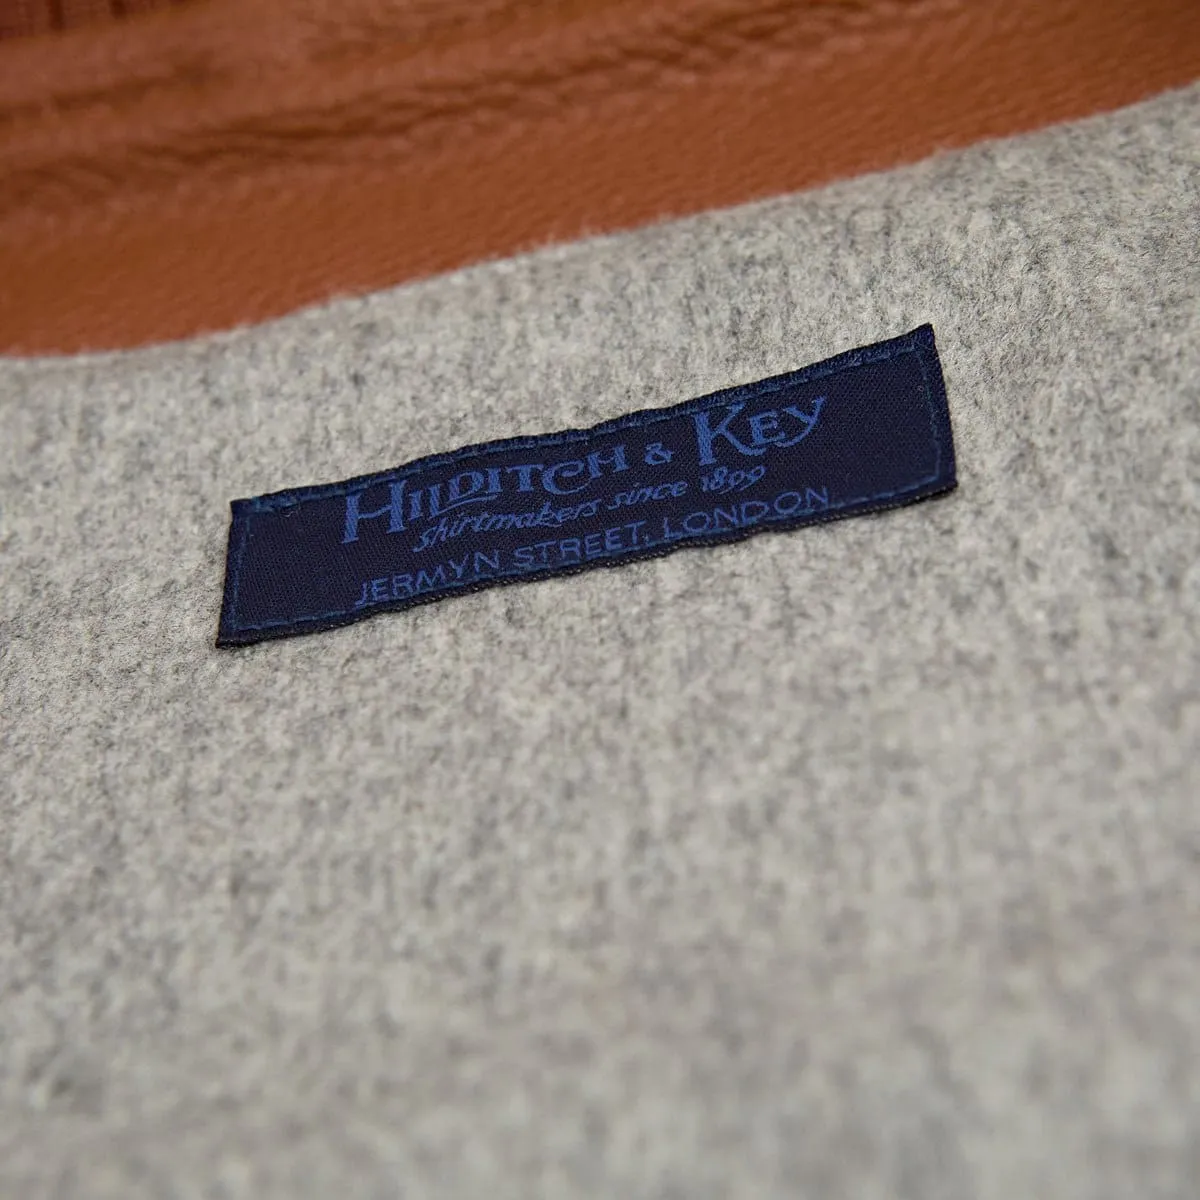 HILDITCH & KEY
shirtmakers since 1899
JERMYN STREET, LONDON